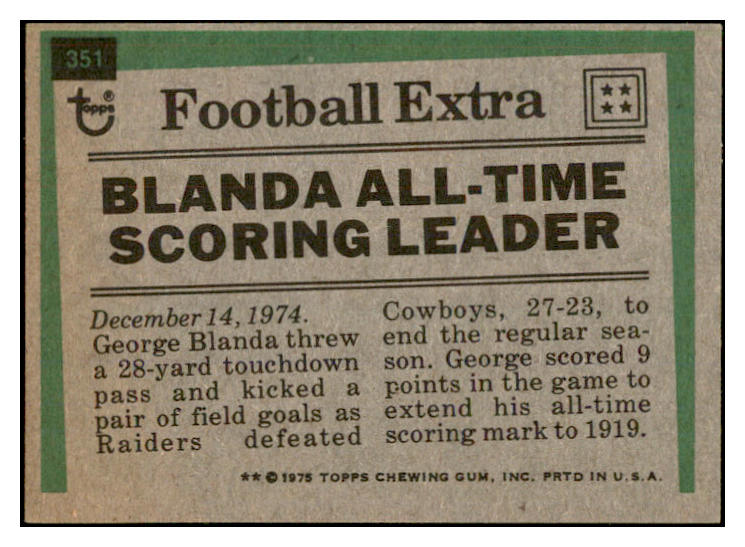 351
Topps®
Football Extra
BLANDA ALL-TIME
SCORING LEADER
December 14, 1974.
George Blanda threw
a 28-yard touchdown
pass and kicked a
pair of field goals as
Raiders defeated
Cowboys, 27-23, to
end the regular sea-
son. George scored 9
points in the game to
extend his all-time
scoring mark to 1919.
**©1975 TOPPS CHEWING GUM, INC. PRTD IN U.S.A.